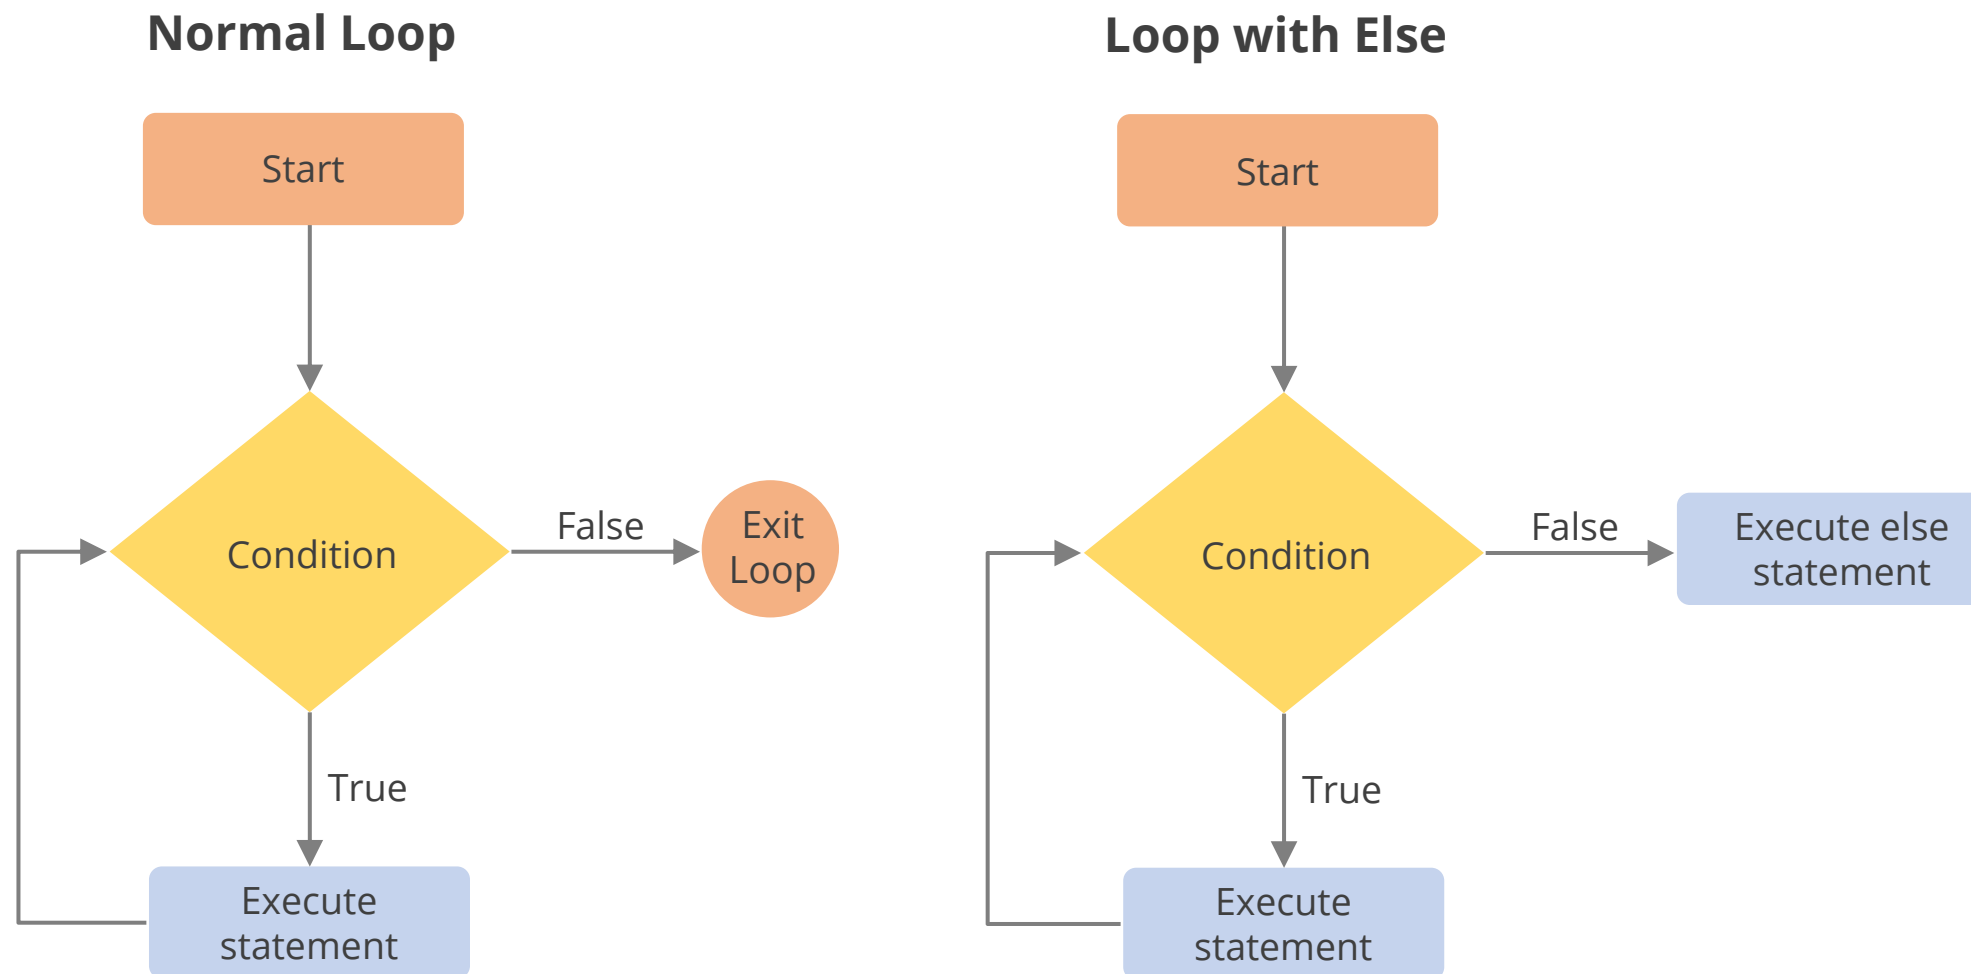 Normal Loop
Start
Condition
False
Exit
Loop
True
Execute
statement
Loop with Else
Start
Condition
False
Execute else
statement
True
Execute
statement